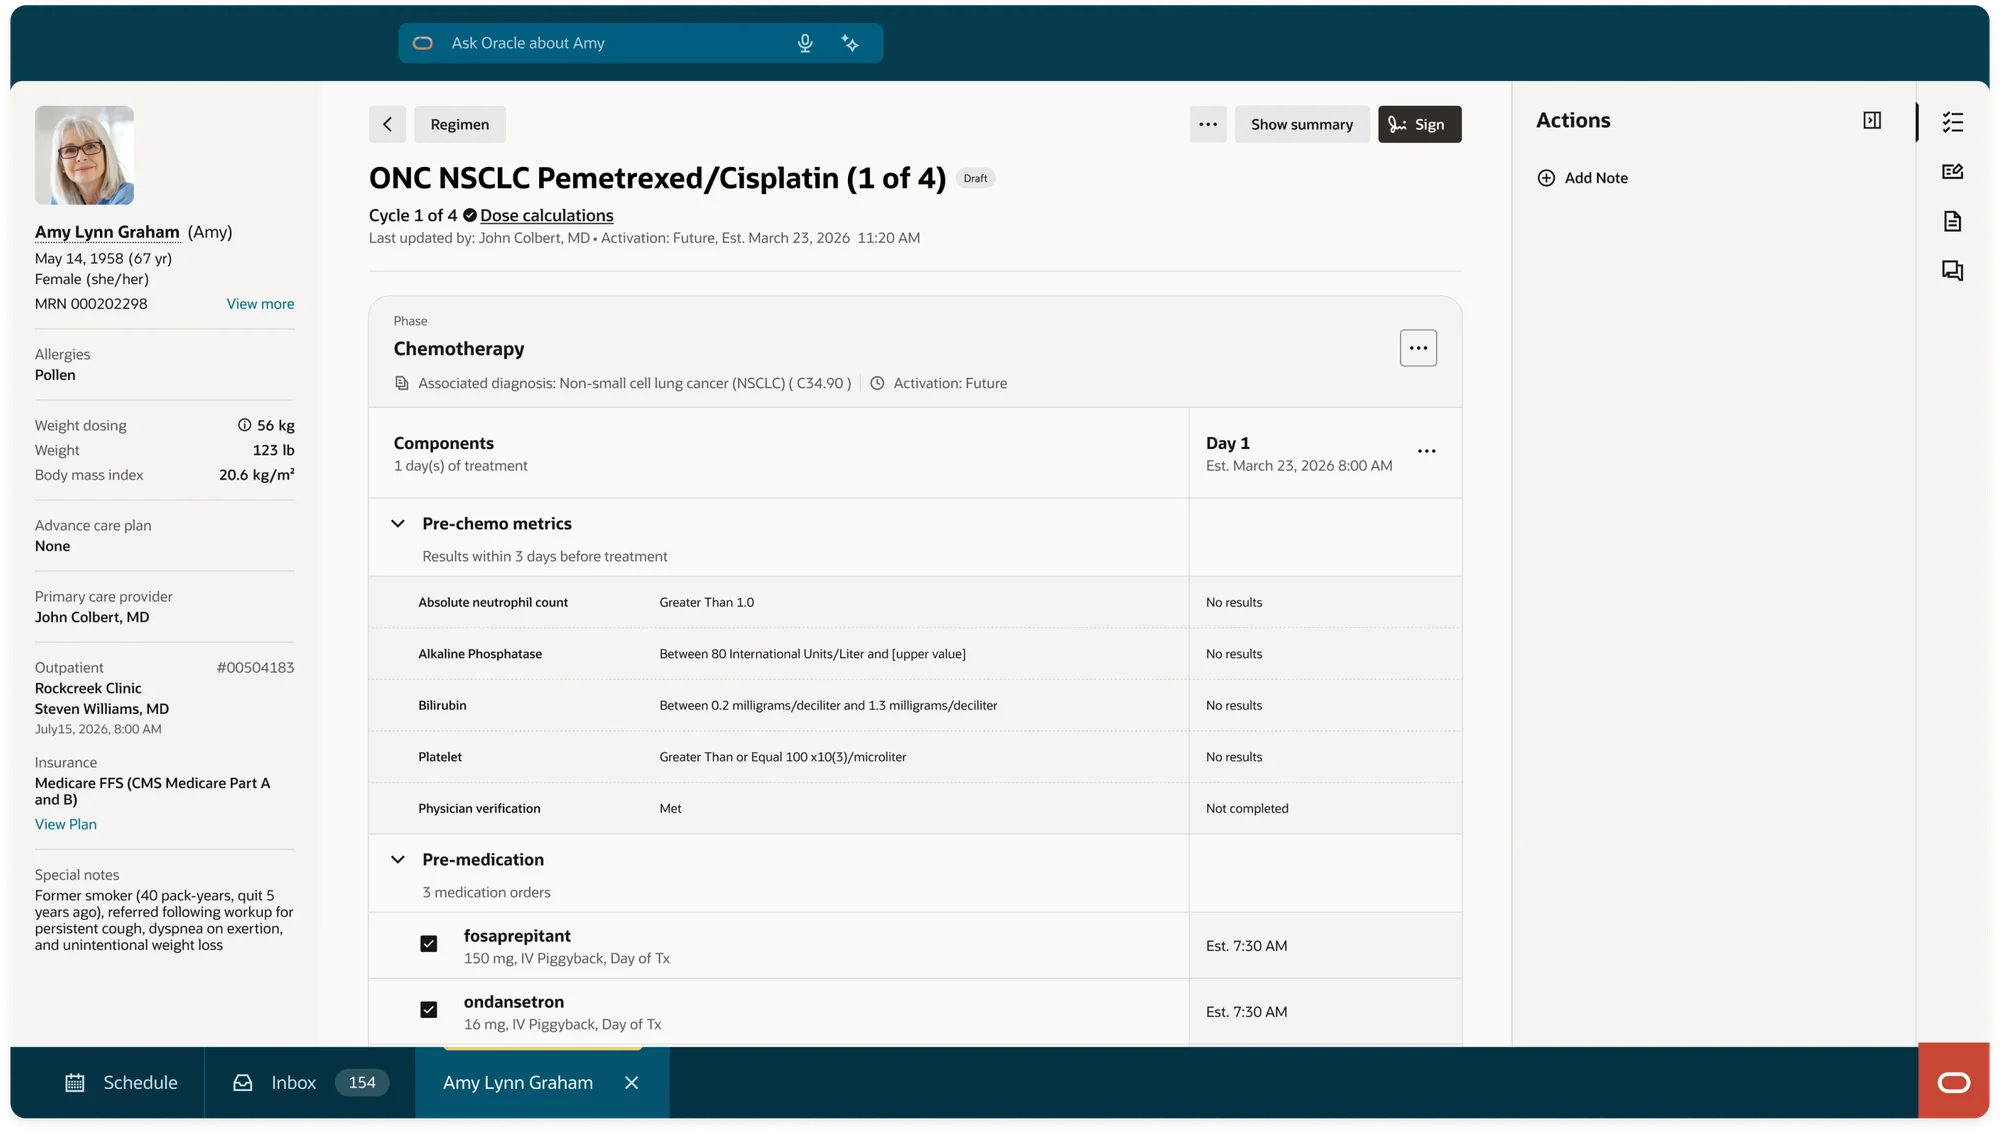 Ask Oracle about Amy
Amy Lynn Graham (Amy)
May 14, 1958 (67 yr)
Female (she/her)
MRN 000202298 View more
Allergies
Pollen
Weight dosing 56 kg
Weight 123 lb
Body mass index 20.6 kg/m²
Advance care plan
None
Primary care provider
John Colbert, MD
Outpatient #00504183
Rockcreek Clinic
Steven Williams, MD
July15, 2026, 8:00 AM
Insurance
Medicare FFS (CMS Medicare Part A
and B)
View Plan
Special notes
Former smoker (40 pack-years, quit 5
years ago), referred following workup for
persistent cough, dyspnea on exertion,
and unintentional weight loss
Regimen
Show summary
Sign
ONC NSCLC Pemetrexed/Cisplatin (1 of 4) Draft
Cycle 1 of 4 Dose calculations
Last updated by: John Colbert, MD • Activation: Future, Est. March 23, 2026 11:20 AM
Phase
Chemotherapy
Associated diagnosis: Non-small cell lung cancer (NSCLC) ( C34.90 ) Activation: Future
Components
1 day(s) of treatment
Day 1
Est. March 23, 2026 8:00 AM
Pre-chemo metrics
Results within 3 days before treatment
Absolute neutrophil count Greater Than 1.0 No results
Alkaline Phosphatase Between 80 International Units/Liter and [upper value] No results
Bilirubin Between 0.2 milligrams/deciliter and 1.3 milligrams/deciliter No results
Platelet Greater Than or Equal 100 x10(3)/microliter No results
Physician verification Met Not completed
Pre-medication
3 medication orders
fosaprepitant
150 mg, IV Piggyback, Day of Tx
Est. 7:30 AM
ondansetron
16 mg, IV Piggyback, Day of Tx
Est. 7:30 AM
Actions
Add Note
Schedule
Inbox 154
Amy Lynn Graham